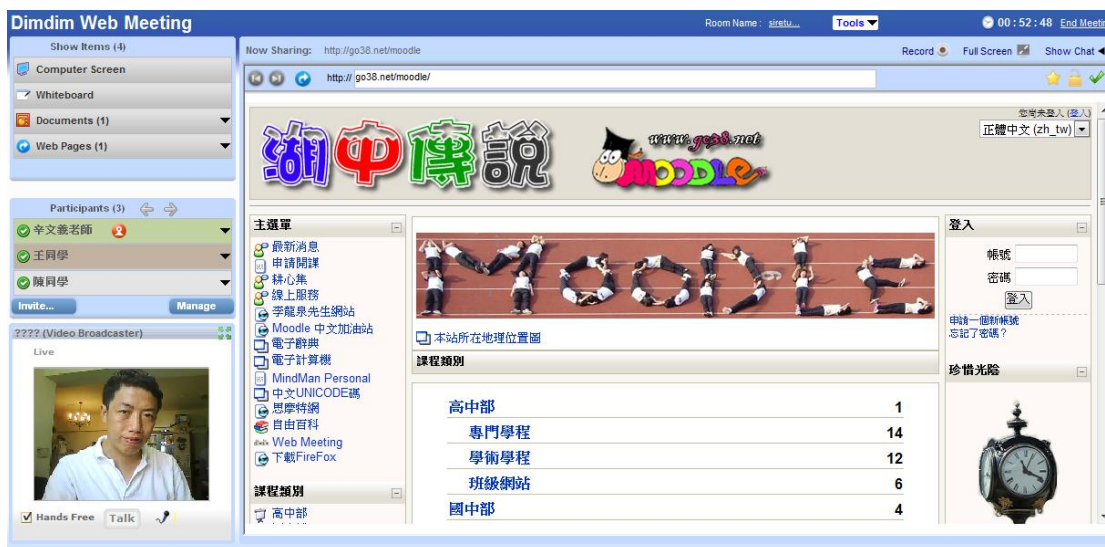 Dimdim Web Meeting
Room Name : siretu...
Tools
00 : 52 : 48 End Meetin
Show Items (4)
Computer Screen
Whiteboard
Documents (1)
Web Pages (1)
Participants (3)
辛文義老師
王同學
陳同學
Invite...
Manage
???? (Video Broadcaster)
Live
Hands Free
Talk
Now Sharing: http://go38.net/moodle
Record
Full Screen
Show Chat
http:// go38.net/moodle/
湖中傳說
www.go38.net
MOODLE
您尚未登入 (登入)
正體中文 (zh_tw)
主選單
最新消息
申請開課
耕心集
線上服務
李龍泉先生網站
Moodle 中文加油站
電子辭典
電子計算機
MindMan Personal
中文UNICODE碼
思摩特網
自由百科
Web Meeting
下載FireFox
課程類別
高中部
MOODLE
本站所在地理位置圖
課程類別
高中部 1
專門學程 14
學術學程 12
班級網站 6
國中部 4
登入
帳號
密碼
登入
申請一個新帳號
忘記了密碼？
珍惜光陰